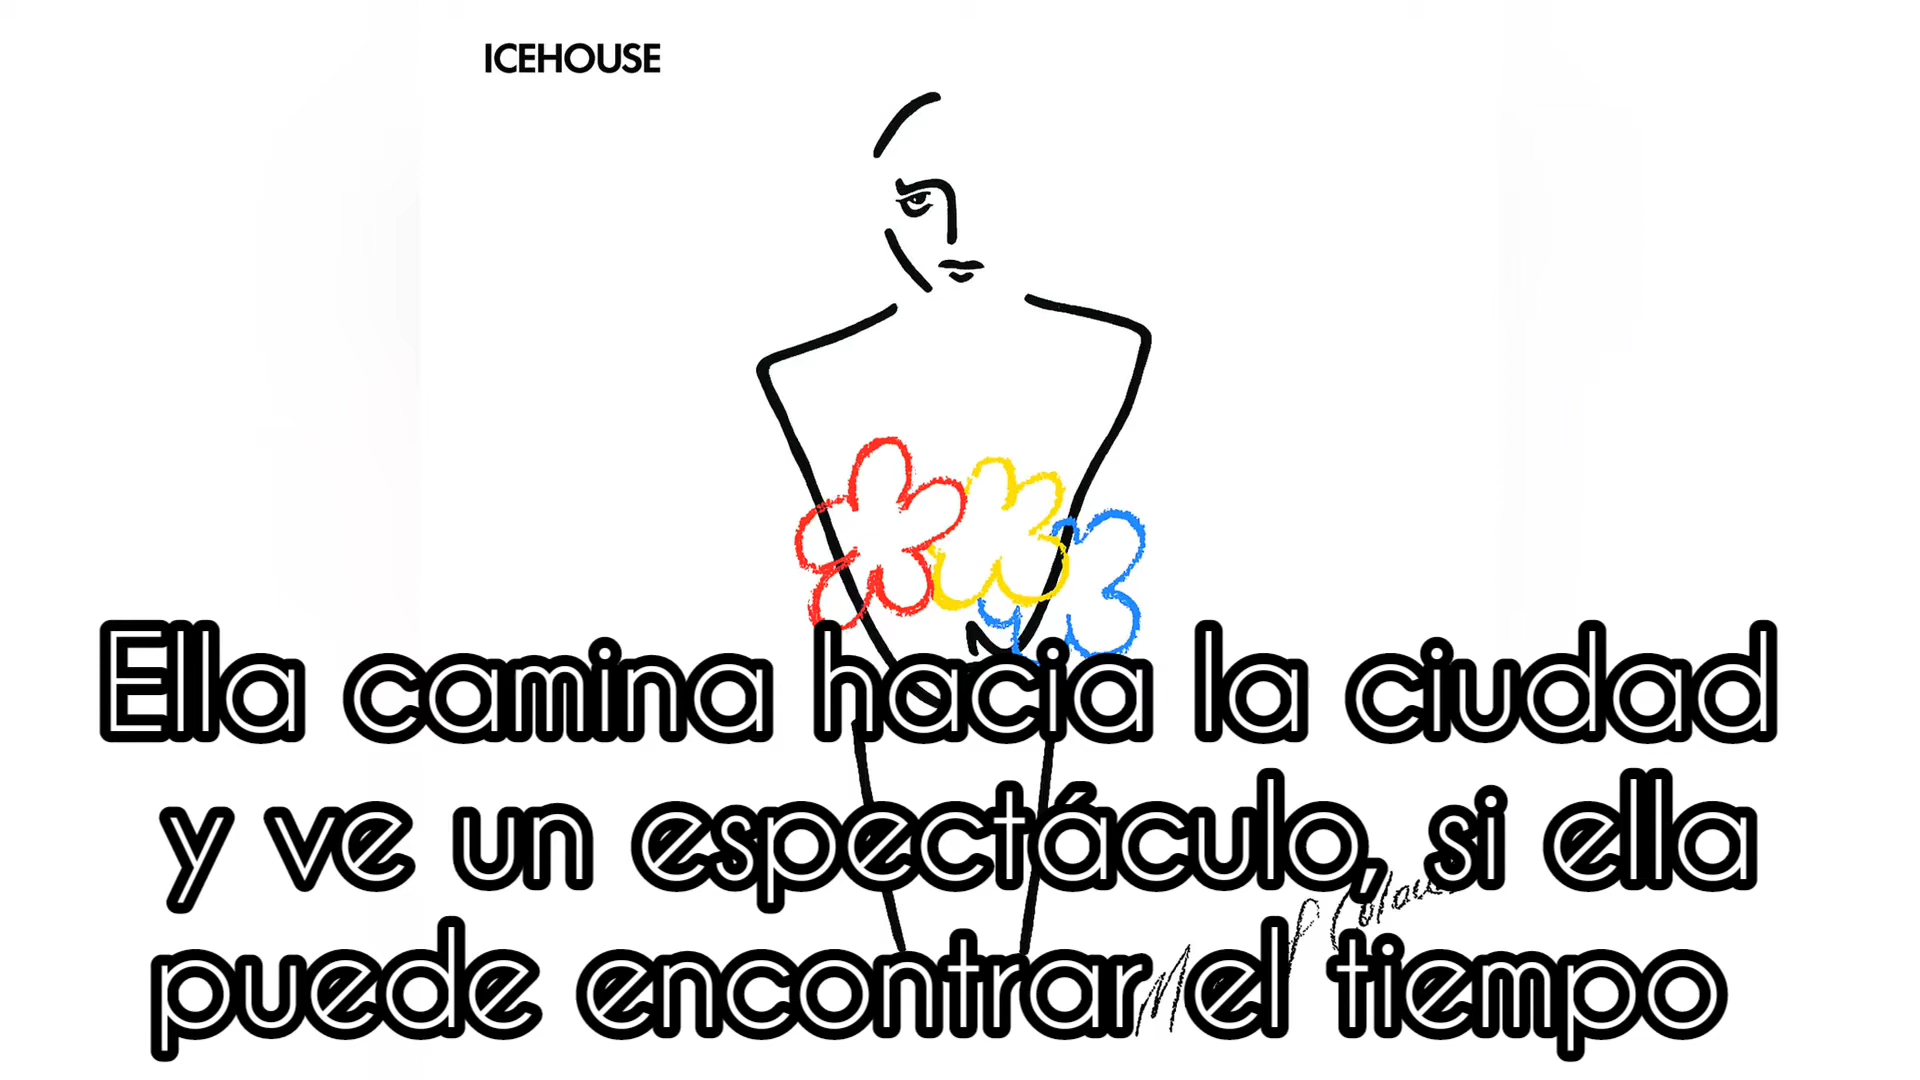 ICEHOUSE
Ella camina hacia la ciudad
y ve un espectáculo, si ella
puede encontrar el tiempo